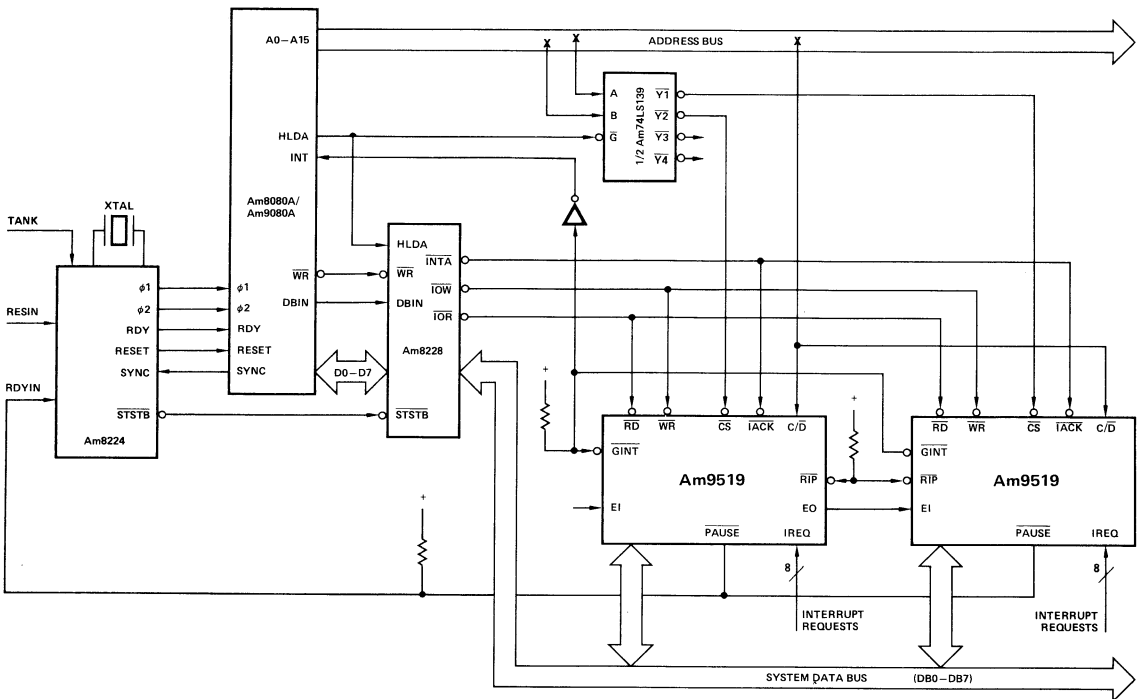 A0–A15
ADDRESS BUS
HLDA
INT
Am8080A/
Am9080A
W̅R̅
DBIN
ϕ1
ϕ2
RDY
RESET
SYNC
A
B
G̅
1/2 Am74LS139
Y̅1̅
Y̅2̅
Y̅3̅
Y̅4̅
TANK
XTAL
RESIN
RDYIN
ϕ1
ϕ2
RDY
RESET
SYNC
S̅T̅S̅T̅B̅
Am8224
D0–D7
HLDA
W̅R̅
DBIN
I̅N̅T̅A̅
I̅O̅W̅
I̅O̅R̅
Am8228
S̅T̅S̅T̅B̅
+
+
+
R̅D̅
W̅R̅
C̅S̅
I̅A̅C̅K̅
C/D̅
G̅I̅N̅T̅
Am9519
R̅I̅P̅
EI
EO
P̅A̅U̅S̅E̅
IREQ
8
INTERRUPT
REQUESTS
R̅D̅
W̅R̅
C̅S̅
I̅A̅C̅K̅
C/D̅
G̅I̅N̅T̅
R̅I̅P̅
Am9519
EI
P̅A̅U̅S̅E̅
IREQ
8
INTERRUPT
REQUESTS
SYSTEM DATA BUS (DB0–DB7)